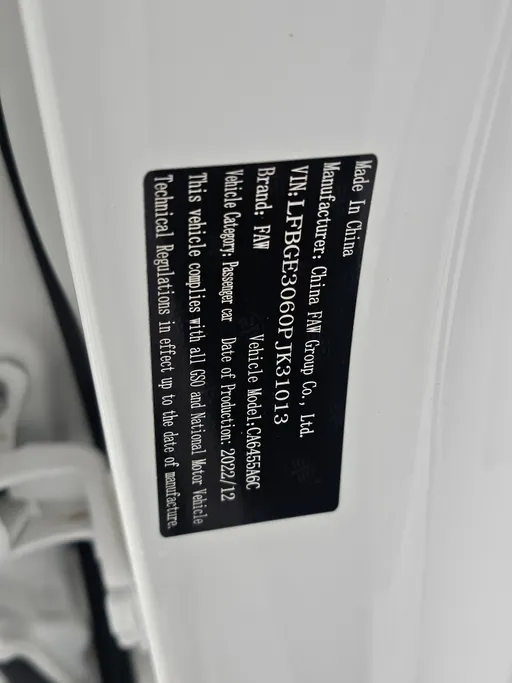 Made In China
Manufacturer: China FAW Group Co., Ltd.
VIN:LFBGE3060PJK31013
Brand: FAW Vehicle Model:CA6455A6C
Vehicle Category: Passenger car Date of Production: 2022/12
This vehicle complies with all GSO and National Motor Vehicle
Technical Regulations in effect up to the date of manufacture.